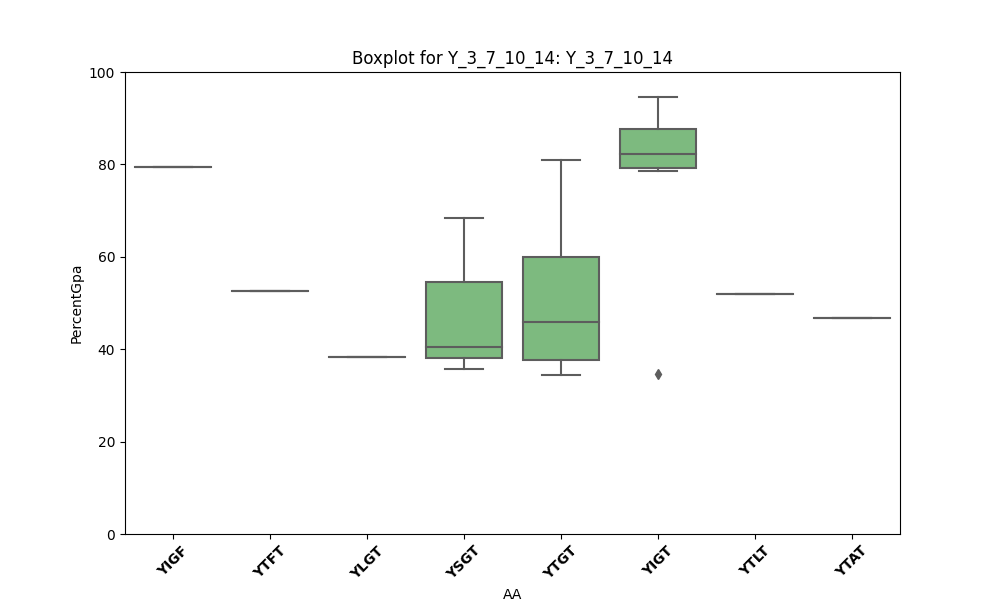 Boxplot for Y_3_7_10_14: Y_3_7_10_14
100
80
60
40
20
0
PercentGpa
YIGF YTFT YLGT YSGT YTGT YIGT YTLT YTAT
AA